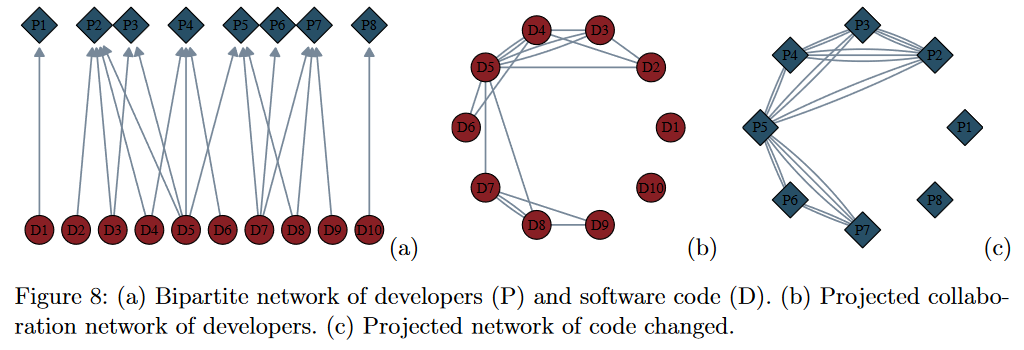 P1 P2 P3 P4 P5 P6 P7 P8
D1 D2 D3 D4 D5 D6 D7 D8 D9 D10
(a)
D4 D3
D5 D2
D6 D1
D7 D10
D8 D9
(b)
P3
P4 P2
P5 P1
P6 P8
P7
(c)
Figure 8: (a) Bipartite network of developers (P) and software code (D). (b) Projected collabo-
ration network of developers. (c) Projected network of code changed.